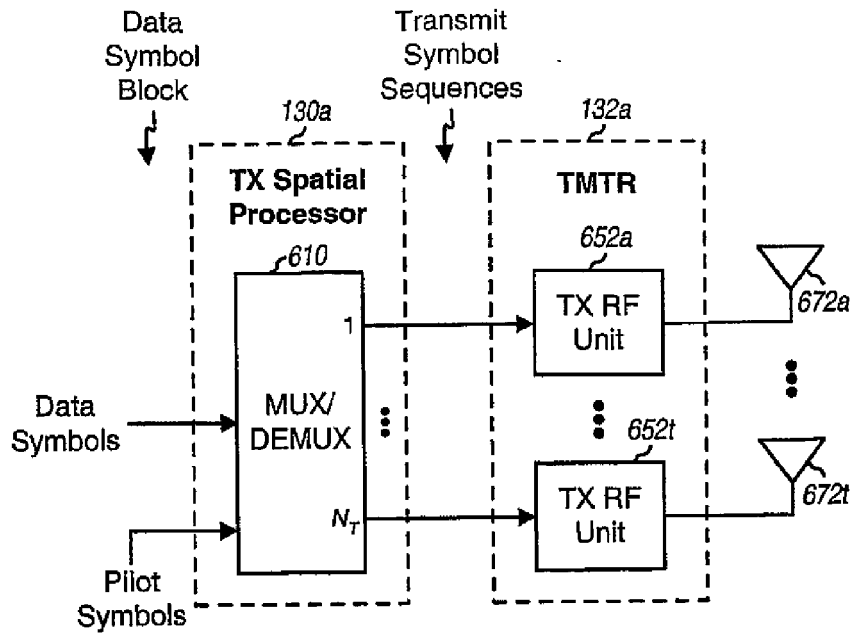 Data
Symbol
Block
Transmit
Symbol
Sequences
130a
132a
TX Spatial
Processor
TMTR
610
652a
672a
1
TX RF
Unit
Data
Symbols
MUX/
DEMUX
652t
672t
N_T
TX RF
Unit
Pilot
Symbols